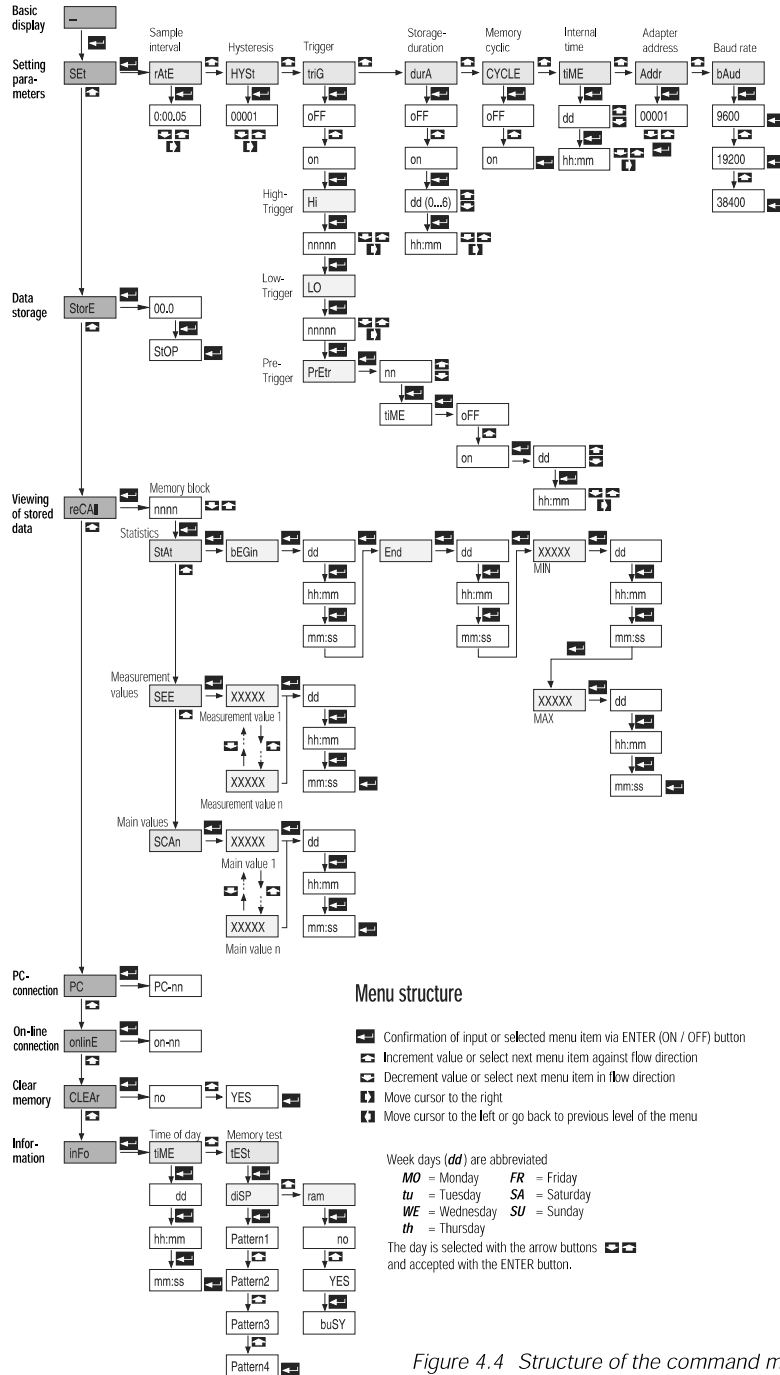 Basic
display
–
Setting
para-
meters
SEt
Sample
interval
rAtE
0:00.05
Hysteresis
HYSt
00001
Trigger
triG
oFF
on
High-
Trigger
Hi
nnnnn
Low-
Trigger
LO
nnnnn
Pre-
Trigger
PrEtr
nn
tiME
oFF
on
dd
hh:mm
Storage-
duration
durA
oFF
on
dd (0...6)
hh:mm
Memory
cyclic
CYCLE
oFF
on
Internal
time
tiME
dd
hh:mm
Adapter
address
Addr
00001
Baud rate
bAud
9600
19200
38400
Data
storage
StorE
00.0
StOP
Viewing
of stored
data
reCA
Memory block
nnnn
Statistics
StAt
bEGin
dd
hh:mm
mm:ss
End
dd
hh:mm
mm:ss
XXXXX
MIN
dd
hh:mm
mm:ss
XXXXX
MAX
dd
hh:mm
mm:ss
Measurement
values
SEE
XXXXX
Measurement value 1
XXXXX
Measurement value n
dd
hh:mm
mm:ss
Main values
SCAn
XXXXX
Main value 1
XXXXX
Main value n
dd
hh:mm
mm:ss
PC-
connection
PC
PC-nn
On-line
connection
onlinE
on-nn
Clear
memory
CLEAr
no
YES
Infor-
mation
inFo
Time of day
tiME
dd
hh:mm
mm:ss
Memory test
tESt
diSP
Pattern1
Pattern2
Pattern3
Pattern4
ram
no
YES
buSY
Menu structure
Confirmation of input or selected menu item via ENTER (ON / OFF) button
Increment value or select next menu item against flow direction
Decrement value or select next menu item in flow direction
Move cursor to the right
Move cursor to the left or go back to previous level of the menu
Week days (dd) are abbreviated
MO = Monday FR = Friday
tu = Tuesday SA = Saturday
WE = Wednesday SU = Sunday
th = Thursday
The day is selected with the arrow buttons
and accepted with the ENTER button.
Figure 4.4 Structure of the command m